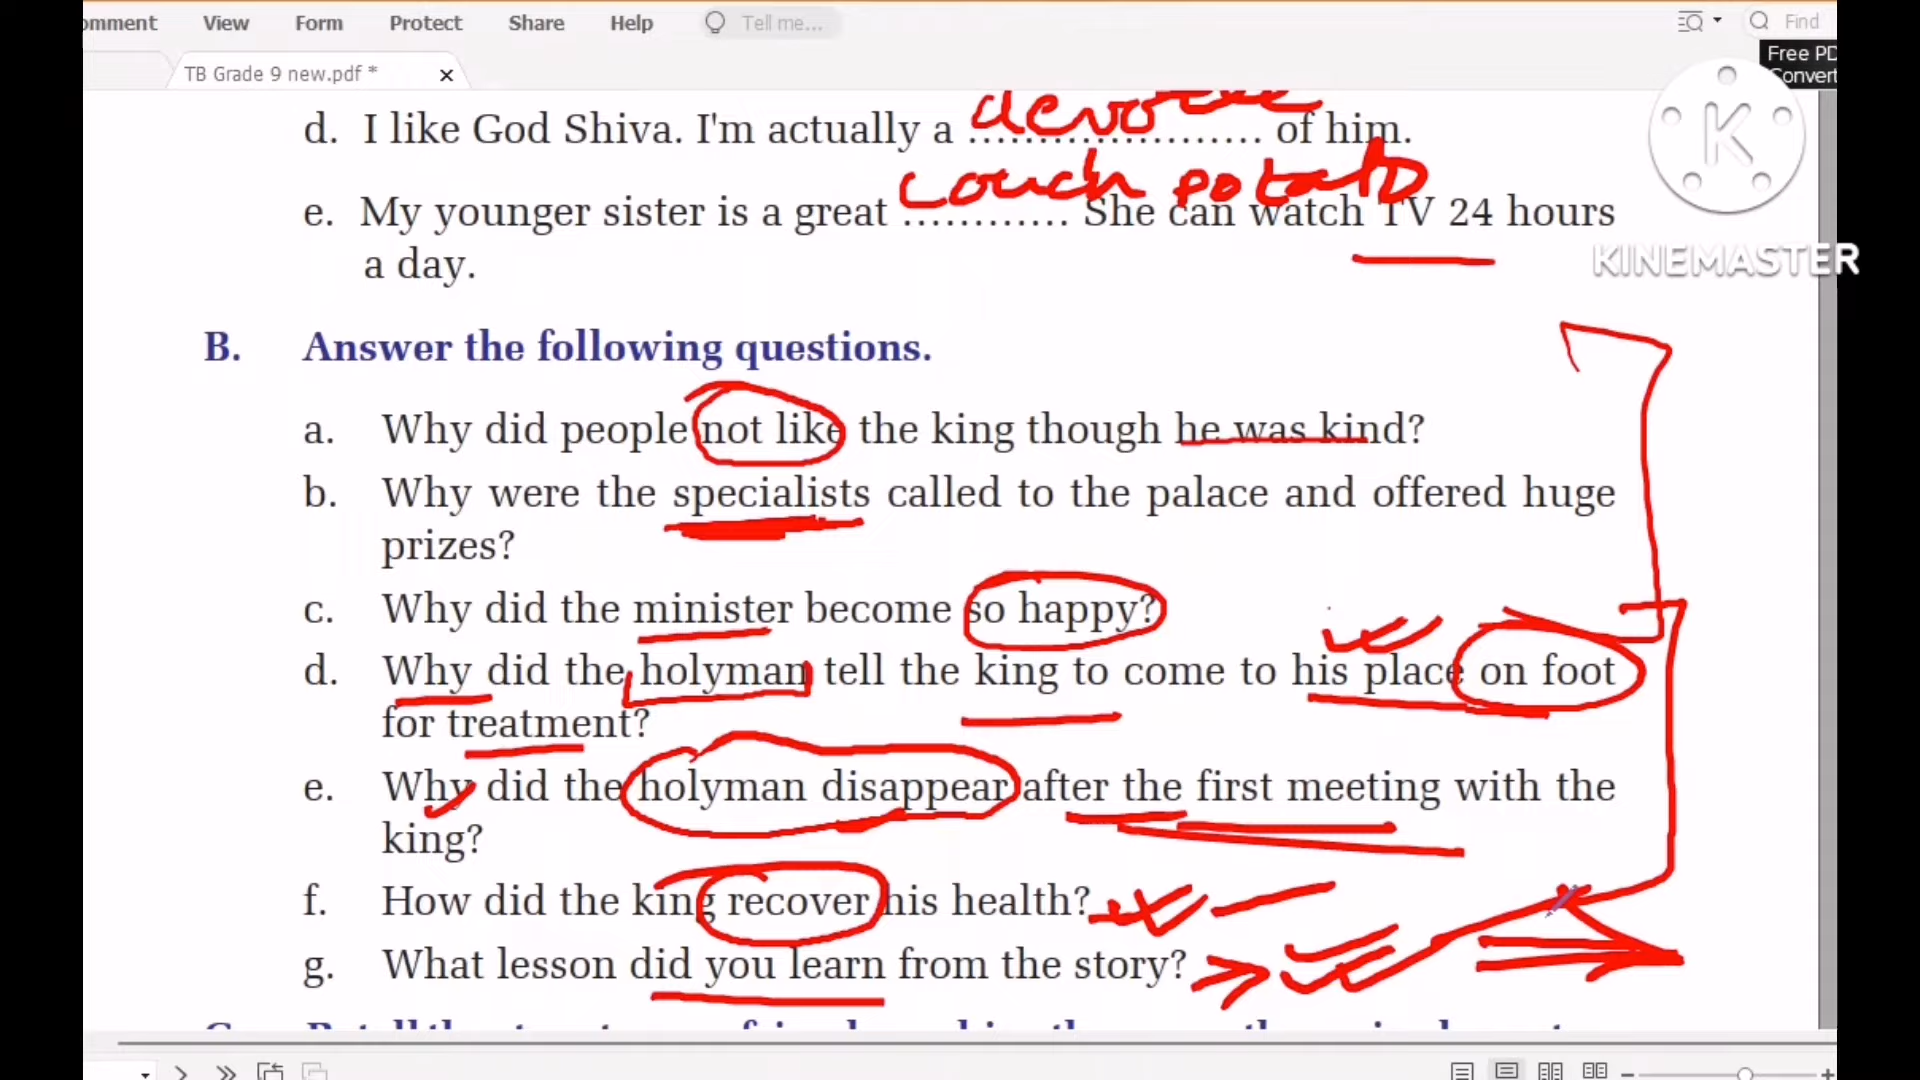 omment View Form Protect Share Help Tell me... Find
Free PD
Convert
TB Grade 9 new.pdf *
K
KINEMASTER
devotee
d. I like God Shiva. I'm actually a ...................... of him.
couch potato
e. My younger sister is a great ............. She can watch TV 24 hours
a day.
B. Answer the following questions.
a. Why did people not like the king though he was kind?
b. Why were the specialists called to the palace and offered huge
prizes?
c. Why did the minister become so happy?
d. Why did the holyman tell the king to come to his place on foot
for treatment?
e. Why did the holyman disappear after the first meeting with the
king?
f. How did the king recover his health?
g. What lesson did you learn from the story?